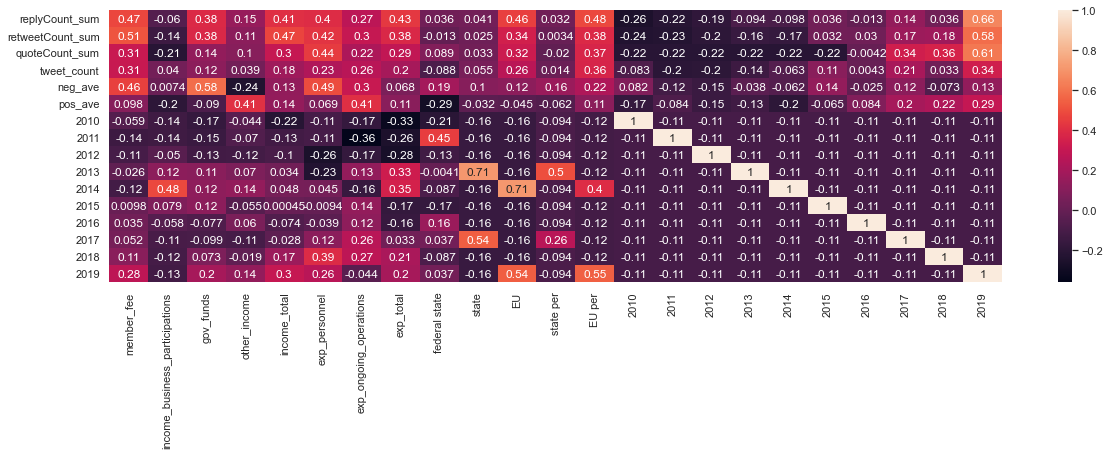 replyCount_sum 0.47 -0.06 0.38 0.15 0.41 0.4 0.27 0.43 0.036 0.041 0.46 0.032 0.48 -0.26 -0.22 -0.19 -0.094 -0.098 0.036 -0.013 0.14 0.036 0.66
retweetCount_sum 0.51 -0.14 0.38 0.11 0.47 0.42 0.3 0.38 -0.013 0.025 0.34 0.0034 0.38 -0.24 -0.23 -0.2 -0.16 -0.17 0.032 0.03 0.17 0.18 0.58
quoteCount_sum 0.31 -0.21 0.14 0.1 0.3 0.44 0.22 0.29 0.089 0.033 0.32 -0.02 0.37 -0.22 -0.22 -0.22 -0.22 -0.22 -0.22 -0.0042 0.34 0.36 0.61
tweet_count 0.31 0.04 0.12 0.039 0.18 0.23 0.26 0.2 -0.088 0.055 0.26 0.014 0.36 -0.083 -0.2 -0.2 -0.14 -0.063 0.11 0.0043 0.21 0.033 0.34
neg_ave 0.46 0.0074 0.58 -0.24 0.13 0.49 0.3 0.068 0.19 0.1 0.12 0.16 0.22 0.082 -0.12 -0.15 -0.038 -0.062 0.14 -0.025 0.12 -0.073 0.13
pos_ave 0.098 -0.2 -0.09 0.41 0.14 0.069 0.41 0.11 -0.29 -0.032 -0.045 -0.062 0.11 -0.17 -0.084 -0.15 -0.13 -0.2 -0.065 0.084 0.2 0.22 0.29
2010 -0.059 -0.14 -0.17 -0.044 -0.22 -0.11 -0.17 -0.33 -0.21 -0.16 -0.16 -0.094 -0.12 1 -0.11 -0.11 -0.11 -0.11 -0.11 -0.11 -0.11 -0.11 -0.11
2011 -0.14 -0.14 -0.15 -0.07 -0.13 -0.11 -0.36 -0.26 0.45 -0.16 -0.16 -0.094 -0.12 -0.11 1 -0.11 -0.11 -0.11 -0.11 -0.11 -0.11 -0.11 -0.11
2012 -0.11 -0.05 -0.13 -0.12 -0.1 -0.26 -0.17 -0.28 -0.13 -0.16 -0.16 -0.094 -0.12 -0.11 -0.11 1 -0.11 -0.11 -0.11 -0.11 -0.11 -0.11 -0.11
2013 -0.026 0.12 0.11 0.07 0.034 -0.23 0.13 0.33 -0.0041 0.71 -0.16 0.5 -0.12 -0.11 -0.11 -0.11 1 -0.11 -0.11 -0.11 -0.11 -0.11 -0.11
2014 -0.12 0.48 0.12 0.14 0.048 0.045 -0.16 0.35 -0.087 -0.16 0.71 -0.094 0.4 -0.11 -0.11 -0.11 -0.11 1 -0.11 -0.11 -0.11 -0.11 -0.11
2015 0.0098 0.079 0.12 -0.055 0.00045 0.0094 0.14 -0.17 -0.17 -0.16 -0.16 -0.094 -0.12 -0.11 -0.11 -0.11 -0.11 -0.11 1 -0.11 -0.11 -0.11 -0.11
2016 0.035 -0.058 -0.077 0.06 -0.074 -0.039 0.12 -0.16 0.16 -0.16 -0.16 -0.094 -0.12 -0.11 -0.11 -0.11 -0.11 -0.11 -0.11 1 -0.11 -0.11 -0.11
2017 0.052 -0.11 -0.099 -0.11 -0.028 0.12 0.26 0.033 0.037 0.54 -0.16 0.26 -0.12 -0.11 -0.11 -0.11 -0.11 -0.11 -0.11 -0.11 1 -0.11 -0.11
2018 0.11 -0.12 0.073 -0.019 0.17 0.39 0.27 0.21 -0.087 -0.16 -0.16 -0.094 -0.12 -0.11 -0.11 -0.11 -0.11 -0.11 -0.11 -0.11 -0.11 1 -0.11
2019 0.28 -0.13 0.2 0.14 0.3 0.26 -0.044 0.2 0.037 -0.16 0.54 -0.094 0.55 -0.11 -0.11 -0.11 -0.11 -0.11 -0.11 -0.11 -0.11 -0.11 1
member_fee
income_business_participations
gov_funds
other_income
income_total
exp_personnel
exp_ongoing_operations
exp_total
federal state
state
EU
state per
EU per
2010
2011
2012
2013
2014
2015
2016
2017
2018
2019
1.0
0.8
0.6
0.4
0.2
0.0
−0.2